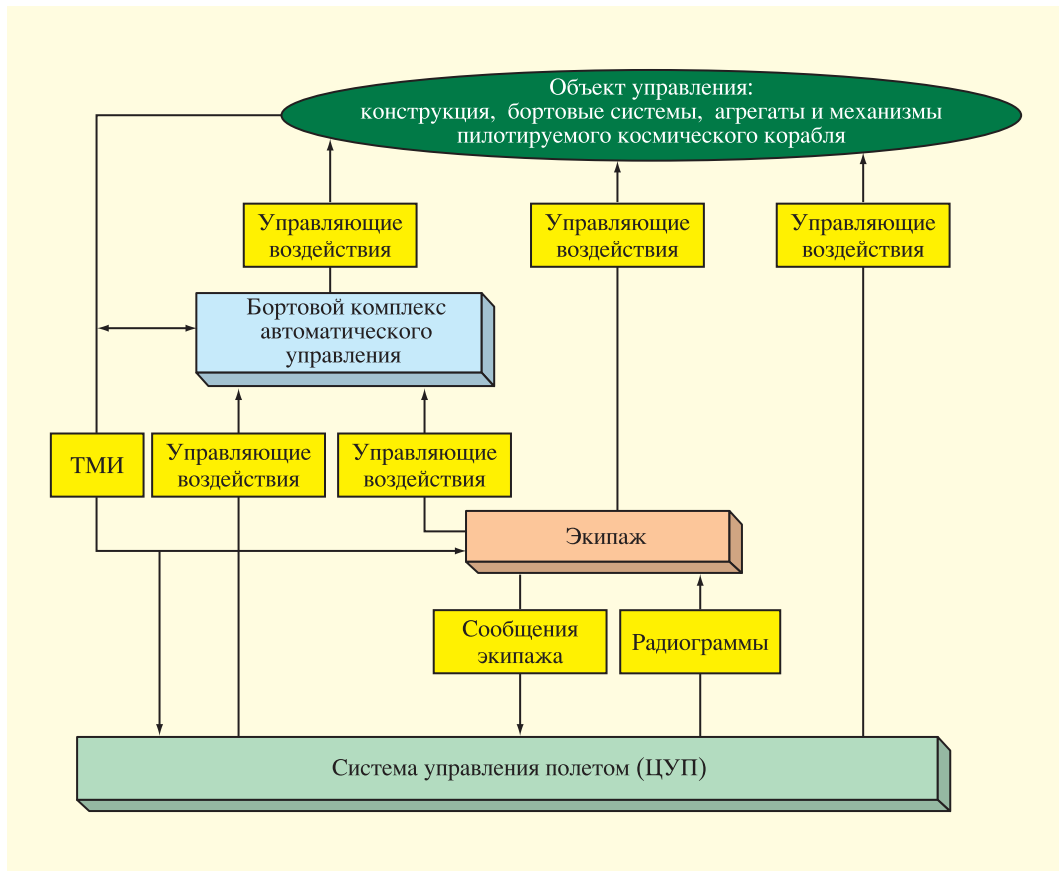 Объект управления:
конструкция, бортовые системы, агрегаты и механизмы
пилотируемого космического корабля
Управляющие
воздействия
Управляющие
воздействия
Управляющие
воздействия
Бортовой комплекс
автоматического
управления
ТМИ
Управляющие
воздействия
Управляющие
воздействия
Экипаж
Сообщения
экипажа
Радиограммы
Система управления полетом (ЦУП)